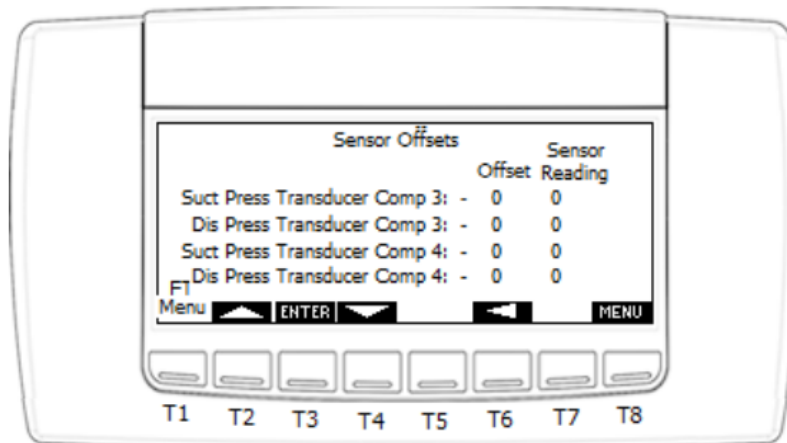 Sensor Offsets
Sensor
Offset Reading
Suct Press Transducer Comp 3: - 0 0
Dis Press Transducer Comp 3: - 0 0
Suct Press Transducer Comp 4: - 0 0
Dis Press Transducer Comp 4: - 0 0
F1
Menu ENTER MENU
T1 T2 T3 T4 T5 T6 T7 T8